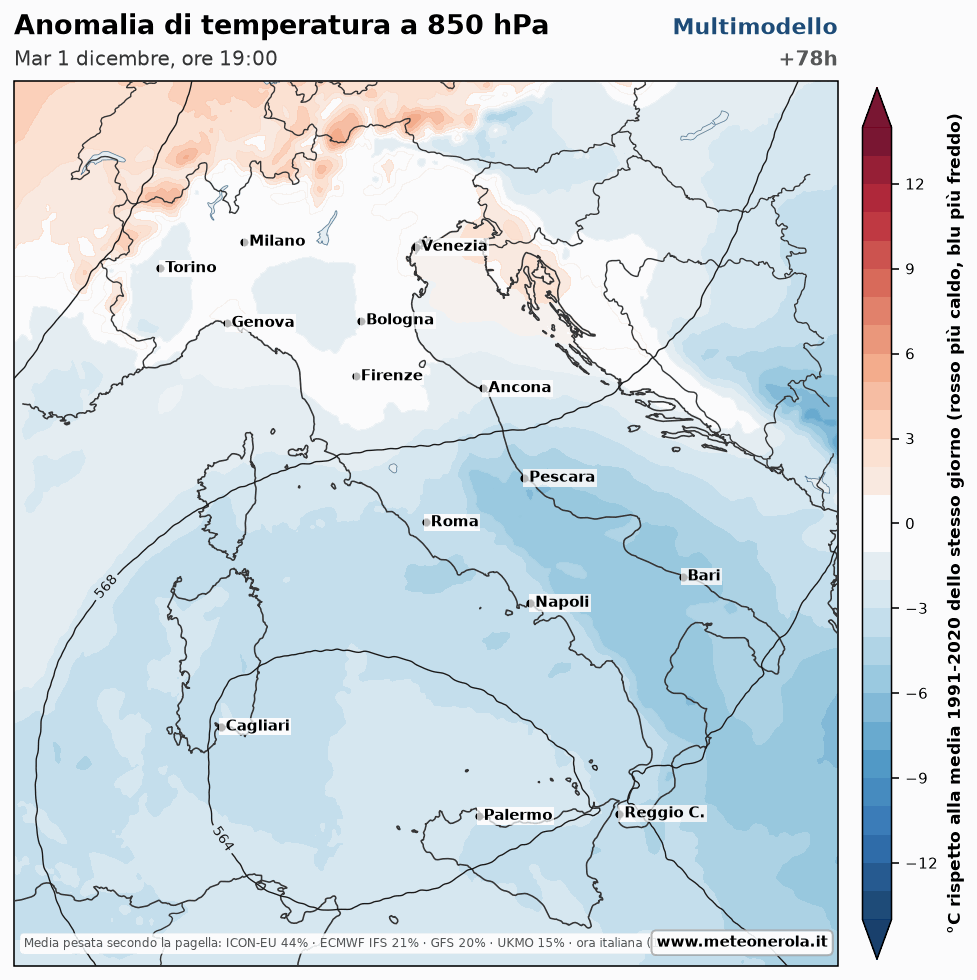 Anomalia di temperatura a 850 hPa
Multimodello
Mar 1 dicembre, ore 19:00
+78h
Milano
Venezia
Torino
Genova
Bologna
Firenze
Ancona
Pescara
Roma
Bari
568
Napoli
Cagliari
Palermo
Reggio C.
564
Media pesata secondo la pagella: ICON-EU 44% · ECMWF IFS 21% · GFS 20% · UKMO 15% · ora italiana (
www.meteonerola.it
12
9
6
3
0
−3
−6
−9
−12
°C rispetto alla media 1991-2020 dello stesso giorno (rosso più caldo, blu più freddo)